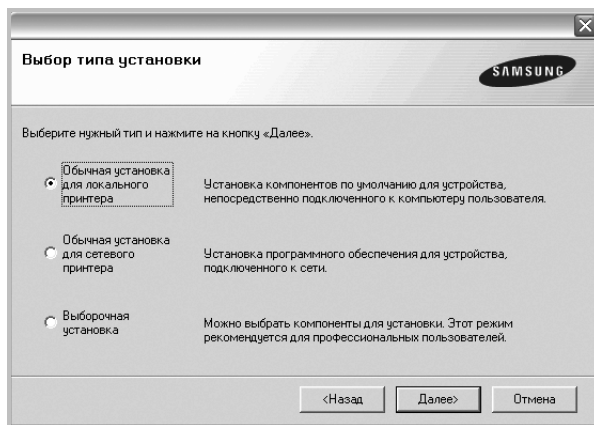 Выбор типа установки
SAMSUNG
Выберите нужный тип и нажмите на кнопку «Далее».
Обычная установка
для локального
принтера
Установка компонентов по умолчанию для устройства,
непосредственно подключенного к компьютеру пользователя.
Обычная установка
для сетевого
принтера
Установка программного обеспечения для устройства,
подключенного к сети.
Выборочная
установка
Можно выбрать компоненты для установки. Этот режим
рекомендуется для профессиональных пользователей.
<Назад
Далее>
Отмена